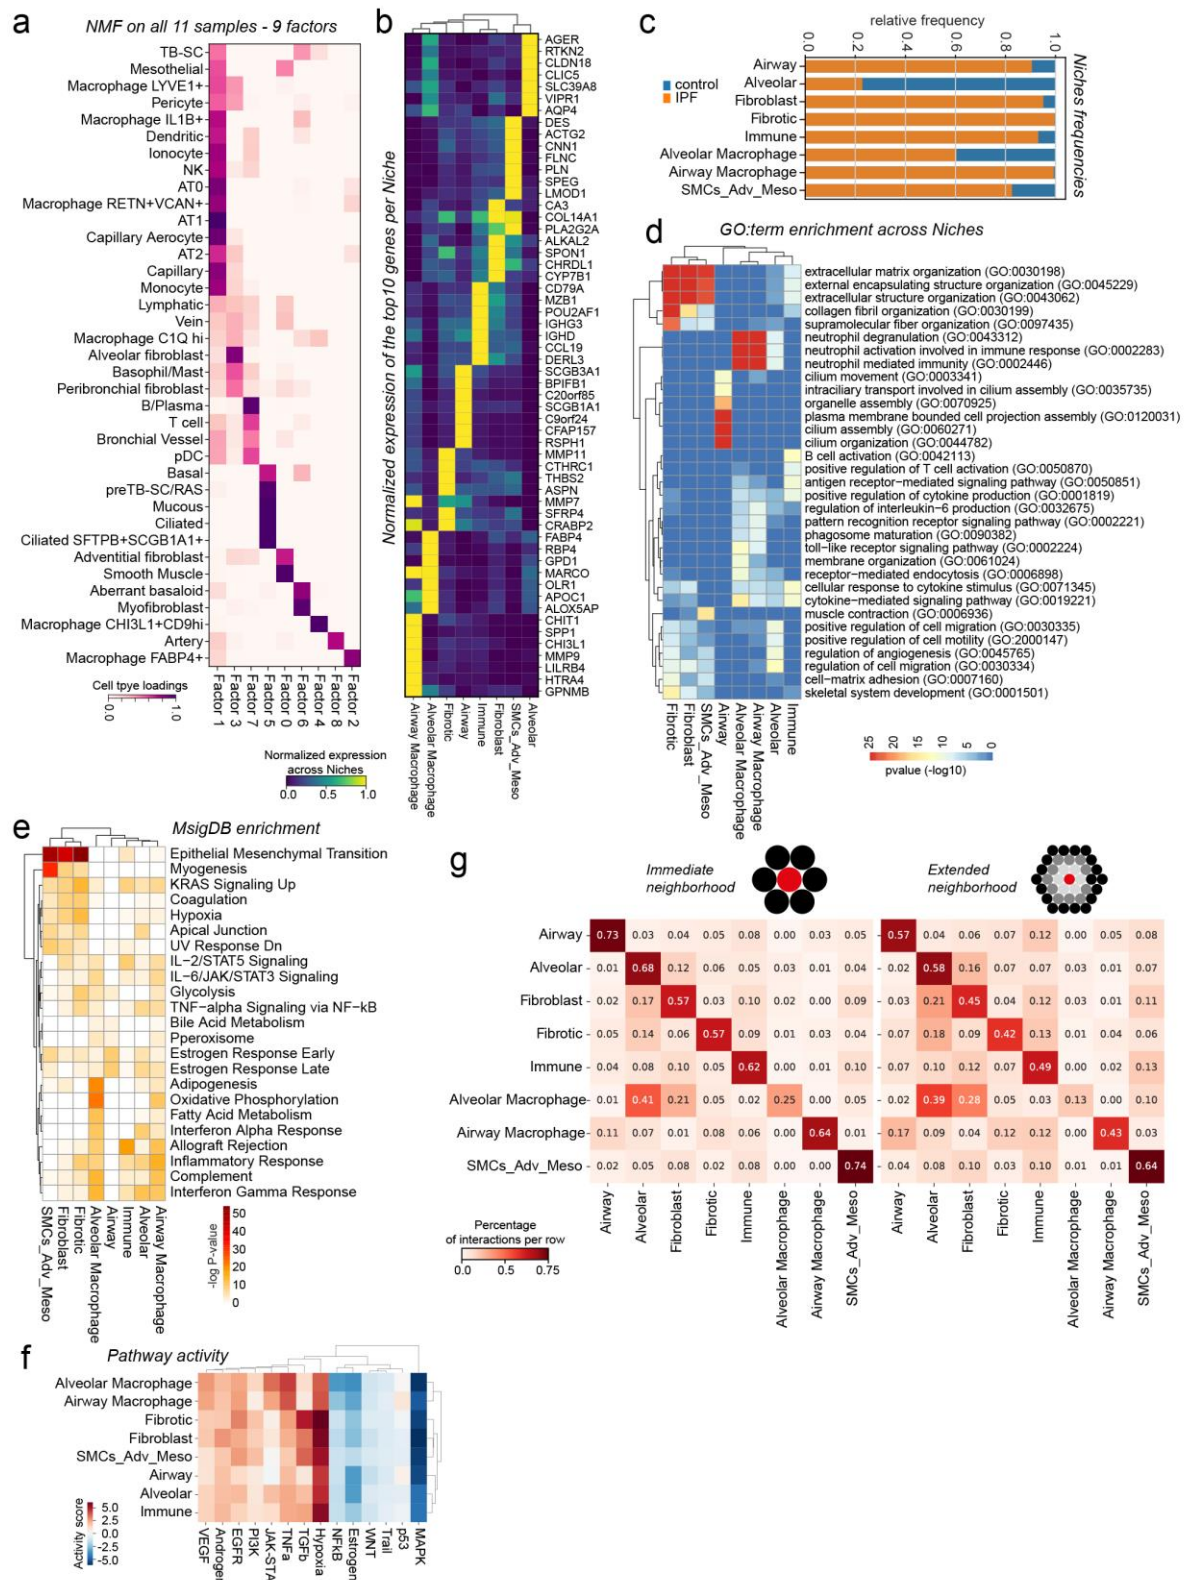 a
NMF on all 11 samples - 9 factors
TB-SC
Mesothelial
Macrophage LYVE1+
Pericyte
Macrophage IL1B+
Dendritic
Ionocyte
NK
AT0
Macrophage RETN+VCAN+
AT1
Capillary Aerocyte
AT2
Capillary
Monocyte
Lymphatic
Vein
Macrophage C1Q hi
Alveolar fibroblast
Basophil/Mast
Peribronchial fibroblast
B/Plasma
T cell
Bronchial Vessel
pDC
Basal
preTB-SC/RAS
Mucous
Ciliated
Ciliated SFTPB+SCGB1A1+
Adventitial fibroblast
Smooth Muscle
Aberrant basaloid
Myofibroblast
Macrophage CHI3L1+CD9hi
Artery
Macrophage FABP4+
Factor 1
Factor 3
Factor 7
Factor 5
Factor 0
Factor 6
Factor 4
Factor 8
Factor 2
Cell tpye loadings
0.0
1.0
b
Normalized expression of the top10 genes per Niche
AGER
RTKN2
CLDN18
CLIC5
SLC39A8
VIPR1
AQP4
DES
ACTG2
CNN1
FLNC
PLN
SPEG
LMOD1
CA3
COL14A1
PLA2G2A
ALKAL2
SPON1
CHRDL1
CYP7B1
CD79A
MZB1
POU2AF1
IGHG3
IGHD
CCL19
DERL3
SCGB3A1
BPIFB1
C20orf85
SCGB1A1
C9orf24
CFAP157
RSPH1
MMP11
CTHRC1
THBS2
ASPN
MMP7
SFRP4
CRABP2
FABP4
RBP4
GPD1
MARCO
OLR1
APOC1
ALOX5AP
CHIT1
SPP1
CHI3L1
MMP9
LILRB4
HTRA4
GPNMB
Airway Macrophage
Alveolar Macrophage
Fibrotic
Airway
Immune
Fibroblast
SMCs_Adv_Meso
Alveolar
Normalized expression
across Niches
0.0 0.5 1.0
c
relative frequency
0.0 0.2 0.4 0.6 0.8 1.0
control
IPF
Airway
Alveolar
Fibroblast
Fibrotic
Immune
Alveolar Macrophage
Airway Macrophage
SMCs_Adv_Meso
Niches frequencies
d
GO:term enrichment across Niches
extracellular matrix organization (GO:0030198)
external encapsulating structure organization (GO:0045229)
extracellular structure organization (GO:0043062)
collagen fibril organization (GO:0030199)
supramolecular fiber organization (GO:0097435)
neutrophil degranulation (GO:0043312)
neutrophil activation involved in immune response (GO:0002283)
neutrophil mediated immunity (GO:0002446)
cilium movement (GO:0003341)
intraciliary transport involved in cilium assembly (GO:0035735)
organelle assembly (GO:0070925)
plasma membrane bounded cell projection assembly (GO:0120031)
cilium assembly (GO:0060271)
cilium organization (GO:0044782)
B cell activation (GO:0042113)
positive regulation of T cell activation (GO:0050870)
antigen receptor-mediated signaling pathway (GO:0050851)
positive regulation of cytokine production (GO:0001819)
regulation of interleukin-6 production (GO:0032675)
pattern recognition receptor signaling pathway (GO:0002221)
phagosome maturation (GO:0090382)
toll-like receptor signaling pathway (GO:0002224)
membrane organization (GO:0061024)
receptor-mediated endocytosis (GO:0006898)
cellular response to cytokine stimulus (GO:0071345)
cytokine-mediated signaling pathway (GO:0019221)
muscle contraction (GO:0006936)
positive regulation of cell migration (GO:0030335)
positive regulation of cell motility (GO:2000147)
regulation of angiogenesis (GO:0045765)
regulation of cell migration (GO:0030334)
cell-matrix adhesion (GO:0007160)
skeletal system development (GO:0001501)
Fibrotic
Fibroblast
SMCs_Adv_Meso
Airway
Alveolar Macrophage
Airway Macrophage
Alveolar
Immune
25 20 15 10 5 0
pvalue (-log10)
e
MsigDB enrichment
Epithelial Mesenchymal Transition
Myogenesis
KRAS Signaling Up
Coagulation
Hypoxia
Apical Junction
UV Response Dn
IL-2/STAT5 Signaling
IL-6/JAK/STAT3 Signaling
Glycolysis
TNF-alpha Signaling via NF-kB
Bile Acid Metabolism
Pperoxisome
Estrogen Response Early
Estrogen Response Late
Adipogenesis
Oxidative Phosphorylation
Fatty Acid Metabolism
Interferon Alpha Response
Allograft Rejection
Inflammatory Response
Complement
Interferon Gamma Response
SMCs_Adv_Meso
Fibroblast
Fibrotic
Alveolar Macrophage
Airway
Immune
Alveolar
Airway Macrophage
-log P-value
50
40
30
20
10
0
f
Pathway activity
Alveolar Macrophage
Airway Macrophage
Fibrotic
Fibroblast
SMCs_Adv_Meso
Airway
Alveolar
Immune
VEGF
Androgen
EGFR
PI3K
JAK-STA
TNFa
TGFb
Hypoxia
NFkB
Estrogen
WNT
Trail
p53
MAPK
Activity score
5.0
2.5
0.0
-2.5
-5.0
g
Immediate
neighborhood
Extended
neighborhood
Airway 0.73 0.03 0.04 0.05 0.08 0.00 0.03 0.05 0.57 0.04 0.06 0.07 0.12 0.00 0.05 0.08
Alveolar 0.01 0.68 0.12 0.06 0.05 0.03 0.01 0.04 0.02 0.58 0.16 0.07 0.07 0.03 0.01 0.07
Fibroblast 0.02 0.17 0.57 0.03 0.10 0.02 0.00 0.09 0.03 0.21 0.45 0.04 0.12 0.03 0.01 0.11
Fibrotic 0.05 0.14 0.06 0.57 0.09 0.01 0.03 0.04 0.07 0.18 0.09 0.42 0.13 0.01 0.04 0.06
Immune 0.04 0.08 0.10 0.05 0.62 0.00 0.01 0.10 0.06 0.12 0.13 0.07 0.49 0.00 0.02 0.13
Alveolar Macrophage 0.01 0.41 0.21 0.05 0.02 0.25 0.00 0.05 0.02 0.39 0.28 0.05 0.03 0.13 0.00 0.10
Airway Macrophage 0.11 0.07 0.01 0.08 0.06 0.00 0.64 0.01 0.17 0.09 0.04 0.12 0.12 0.00 0.43 0.03
SMCs_Adv_Meso 0.02 0.05 0.08 0.02 0.08 0.00 0.00 0.74 0.04 0.08 0.10 0.03 0.10 0.01 0.01 0.64
Airway
Alveolar
Fibroblast
Fibrotic
Immune
Alveolar Macrophage
Airway Macrophage
SMCs_Adv_Meso
Airway
Alveolar
Fibroblast
Fibrotic
Immune
Alveolar Macrophage
Airway Macrophage
SMCs_Adv_Meso
Percentage
of interactions per row
0.0 0.5 0.75